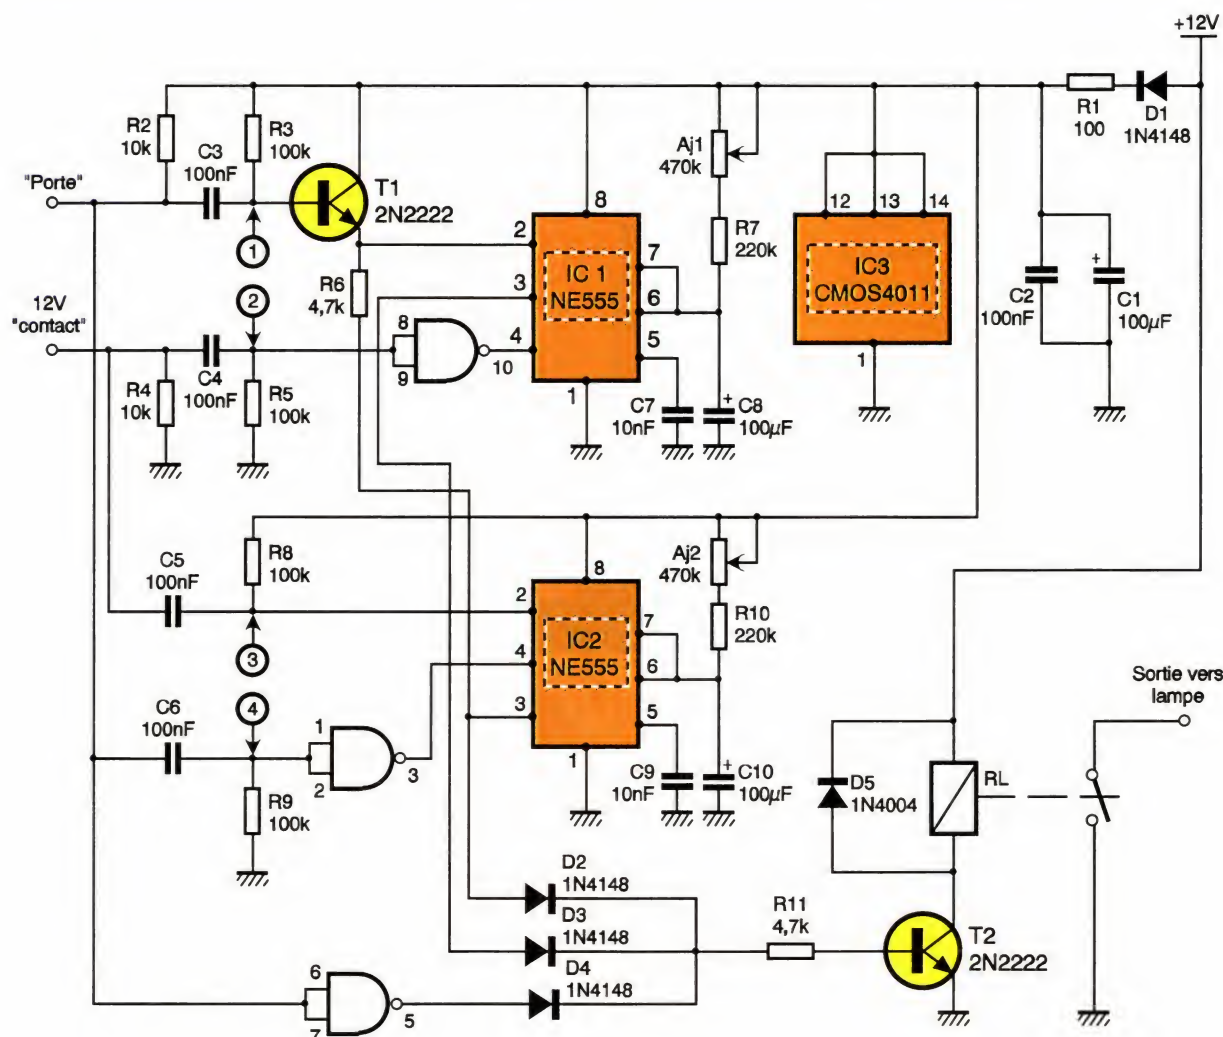 +12V
R1
100
D1
1N4148
R2
10k
C3
100nF
R3
100k
"Porte"
T1
2N2222
1
2
12V
"contact"
R4
10k
C4
100nF
R5
100k
R6
4,7k
8
9
10
8
2
3
4
7
6
5
1
IC 1
NE555
Aj1
470k
R7
220k
C7
10nF
+
C8
100µF
12
13
14
IC3
CMOS4011
1
C2
100nF
+
C1
100µF
C5
100nF
R8
100k
3
4
C6
100nF
R9
100k
1
2
3
8
2
4
3
7
6
5
1
IC2
NE555
Aj2
470k
R10
220k
C9
10nF
+
C10
100µF
Sortie vers
lampe
D5
1N4004
RL
D2
1N4148
D3
1N4148
D4
1N4148
R11
4,7k
T2
2N2222
6
7
5